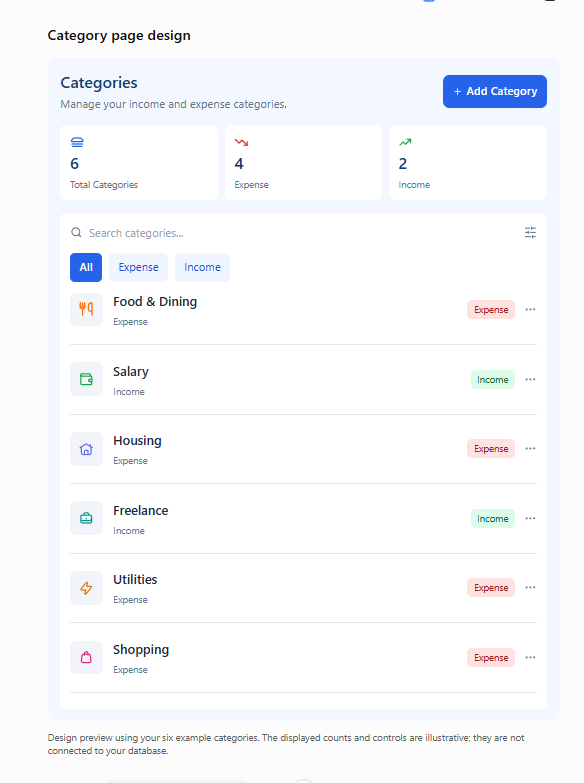 Category page design
Categories
Manage your income and expense categories.
+ Add Category
6
Total Categories
4
Expense
2
Income
Search categories...
All
Expense
Income
Food & Dining
Expense
Expense
Salary
Income
Income
Housing
Expense
Expense
Freelance
Income
Income
Utilities
Expense
Expense
Shopping
Expense
Expense
Design preview using your six example categories. The displayed counts and controls are illustrative; they are not
connected to your database.